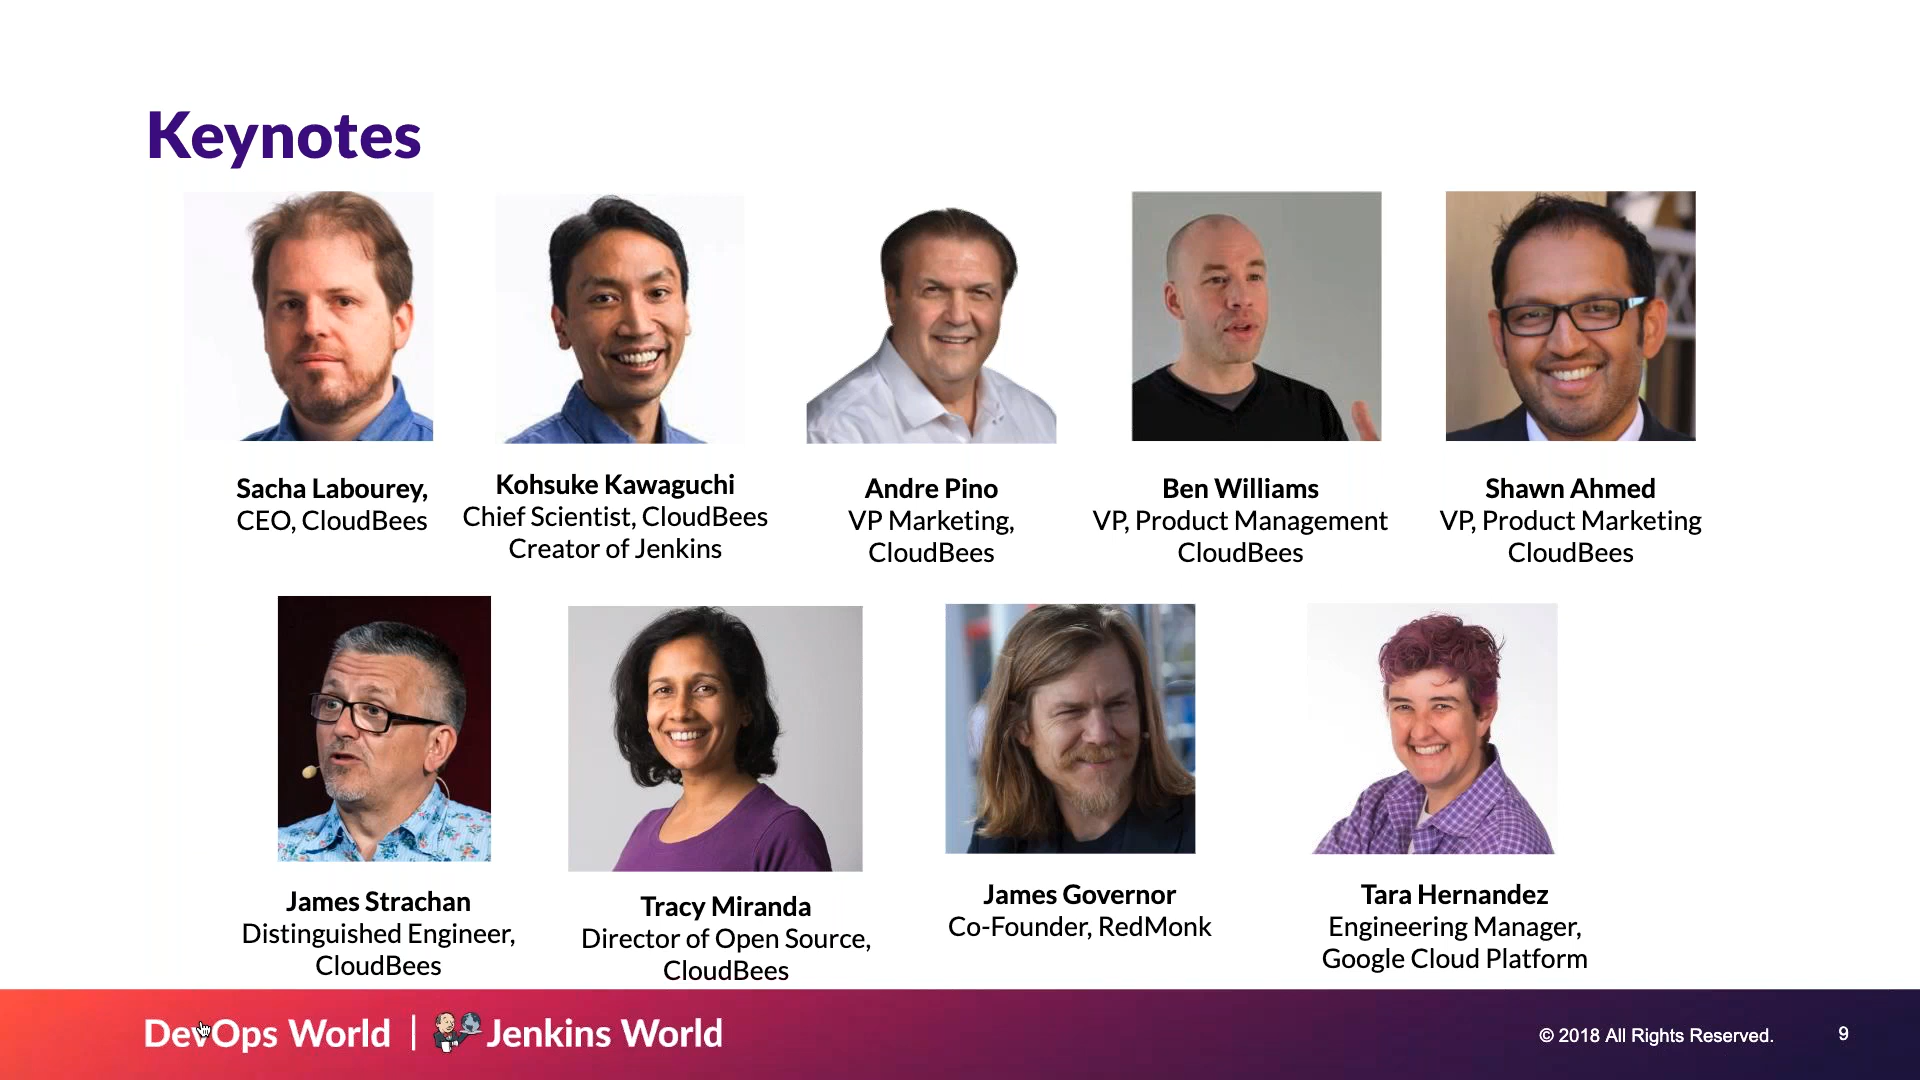 Keynotes
Sacha Labourey,
CEO, CloudBees
Kohsuke Kawaguchi
Chief Scientist, CloudBees
Creator of Jenkins
Andre Pino
VP Marketing,
CloudBees
Ben Williams
VP, Product Management
CloudBees
Shawn Ahmed
VP, Product Marketing
CloudBees
James Strachan
Distinguished Engineer,
CloudBees
Tracy Miranda
Director of Open Source,
CloudBees
James Governor
Co-Founder, RedMonk
Tara Hernandez
Engineering Manager,
Google Cloud Platform
DevOps World | Jenkins World
© 2018 All Rights Reserved.
9